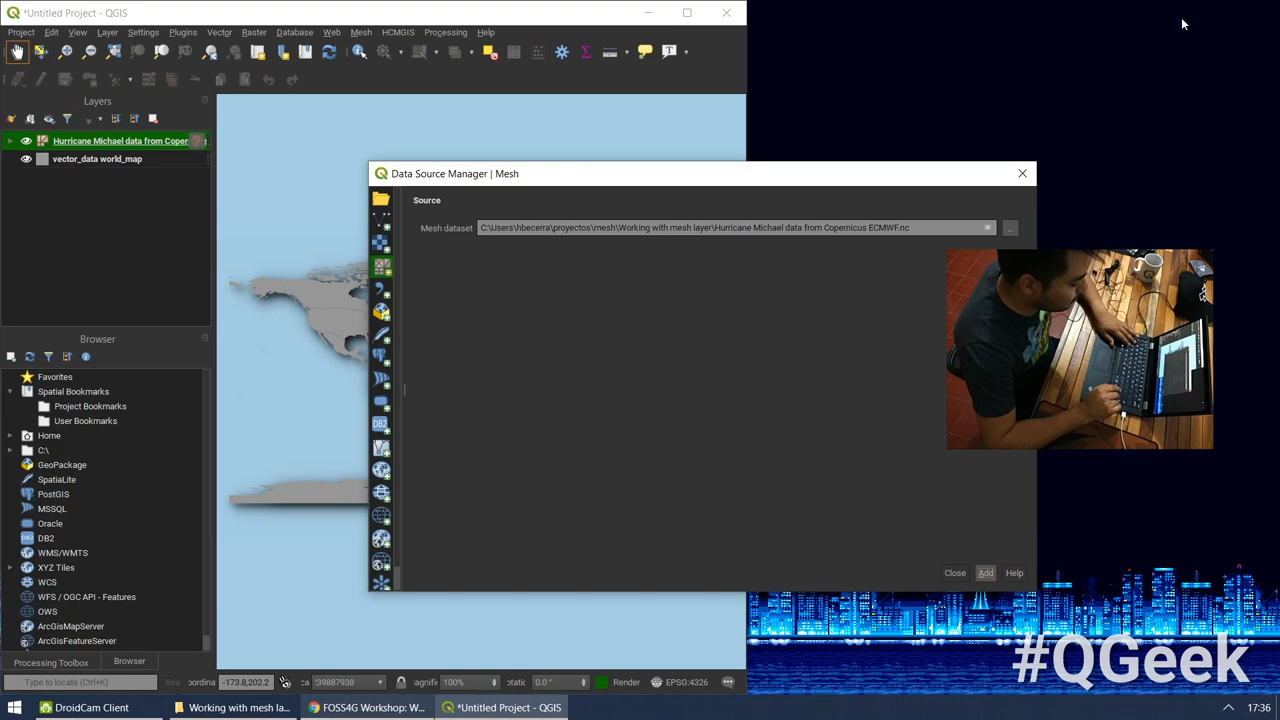 *Untitled Project - QGIS
Project Edit View Layer Settings Plugins Vector Raster Database Web Mesh HCMGIS Processing Help
Layers
Hurricane Michael data from Coper
vector_data world_map
Data Source Manager | Mesh
Source
Mesh dataset C:\Users\hbecerra\proyectos\mesh\Working with mesh layer\Hurricane Michael data from Copernicus ECMWF.nc
Browser
Favorites
Spatial Bookmarks
Project Bookmarks
User Bookmarks
Home
C:\
GeoPackage
SpatiaLite
PostGIS
MSSQL
Oracle
DB2
WMS/WMTS
XYZ Tiles
WCS
WFS / OGC API - Features
OWS
ArcGisMapServer
ArcGisFeatureServer
DB2
Close Add Help
Processing Toolbox Browser
#QGeek
Type to locate (Ctrl+K) ordina -173.8,202.2 39887938 agnifi 100% 0.0 ° Render EPSG:4326
DroidCam Client Working with mesh la... FOSS4G Workshop: W... *Untitled Project - QGIS 17:36